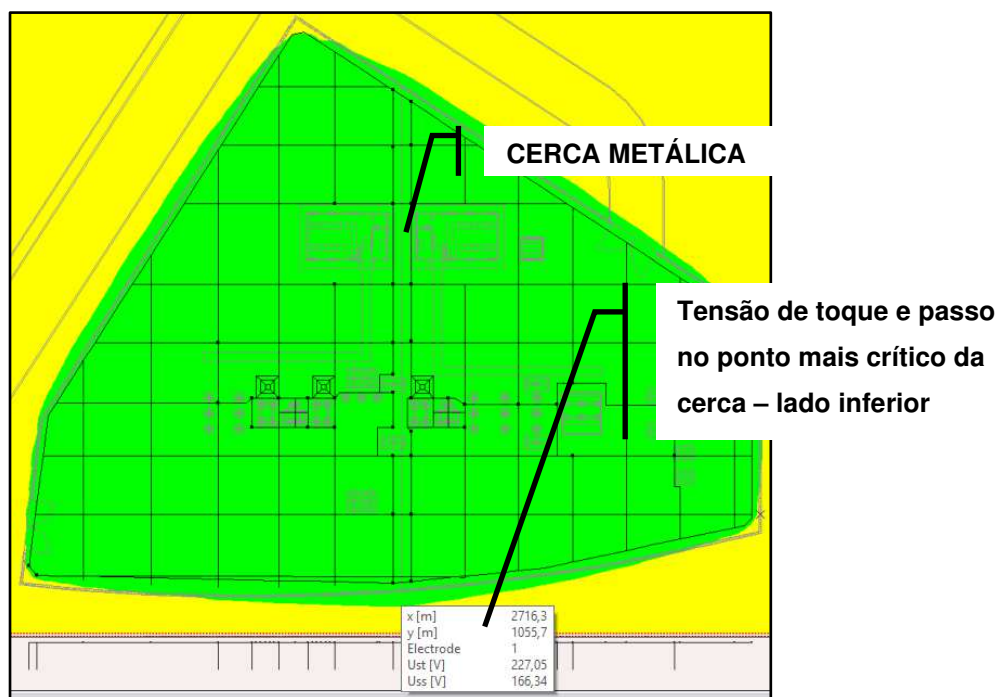 CERCA METÁLICA
Tensão de toque e passo
no ponto mais crítico da
cerca – lado inferior
x [m] 2716,3
y [m] 1055,7
Electrode 1
Ust [V] 227,05
Uss [V] 166,34